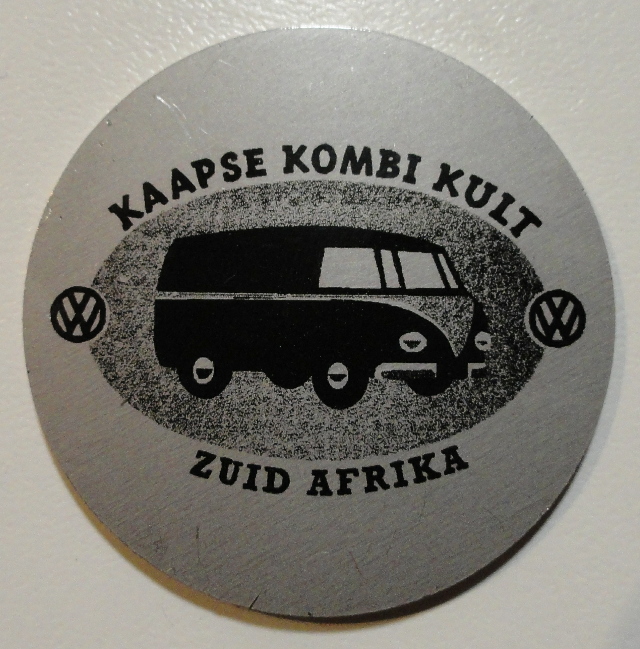 KAAPSE KOMBI KULT
VW VW
ZUID AFRIKA